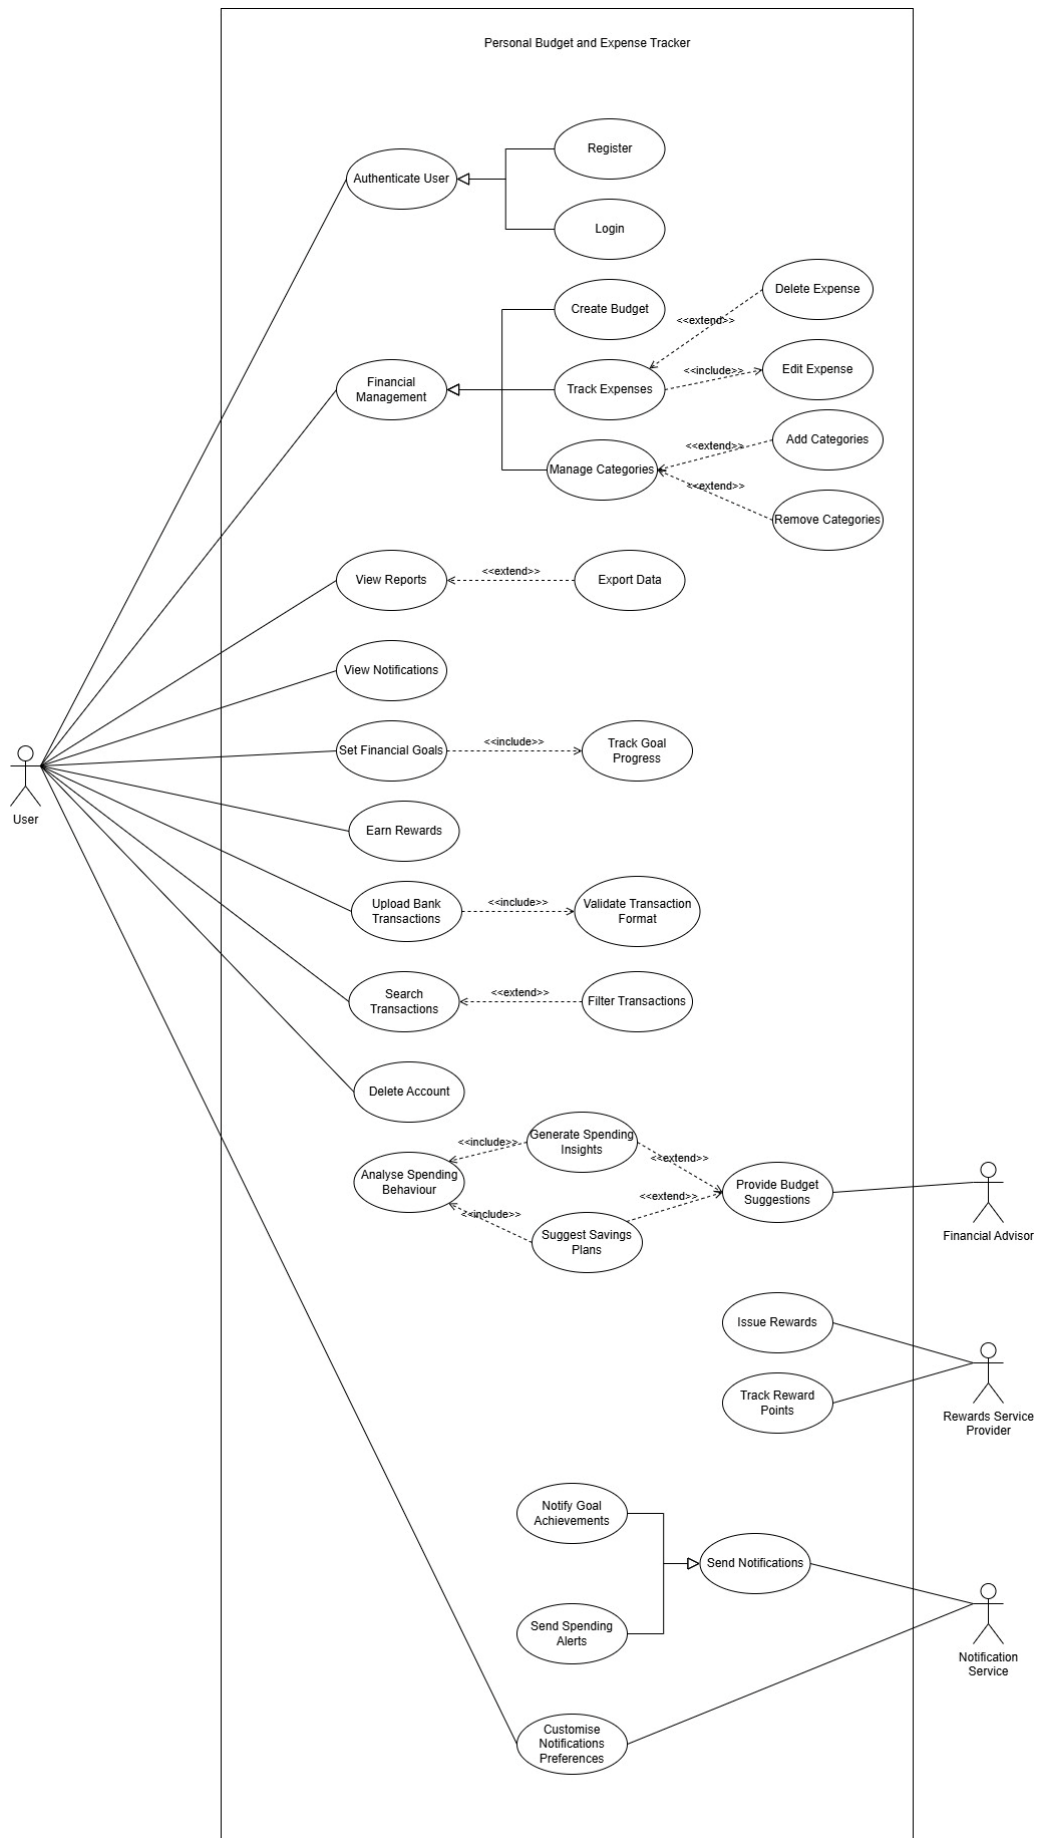 Personal Budget and Expense Tracker
Register
Authenticate User
Login
Delete Expense
Create Budget
<<extend>>
Financial
Management
Track Expenses
<<include>>
Edit Expense
Add Categories
<<extend>>
Manage Categories
<<extend>>
Remove Categories
View Reports
<<extend>>
Export Data
View Notifications
Set Financial Goals
<<include>>
Track Goal
Progress
User
Earn Rewards
Upload Bank
Transactions
<<include>>
Validate Transaction
Format
Search
Transactions
<<extend>>
Filter Transactions
Delete Account
Generate Spending
Insights
<<include>>
<<extend>>
Analyse Spending
Behaviour
Provide Budget
Suggestions
<<extend>>
<<include>>
Suggest Savings
Plans
Financial Advisor
Issue Rewards
Track Reward
Points
Rewards Service
Provider
Notify Goal
Achievements
Send Notifications
Send Spending
Alerts
Notification
Service
Customise
Notifications
Preferences